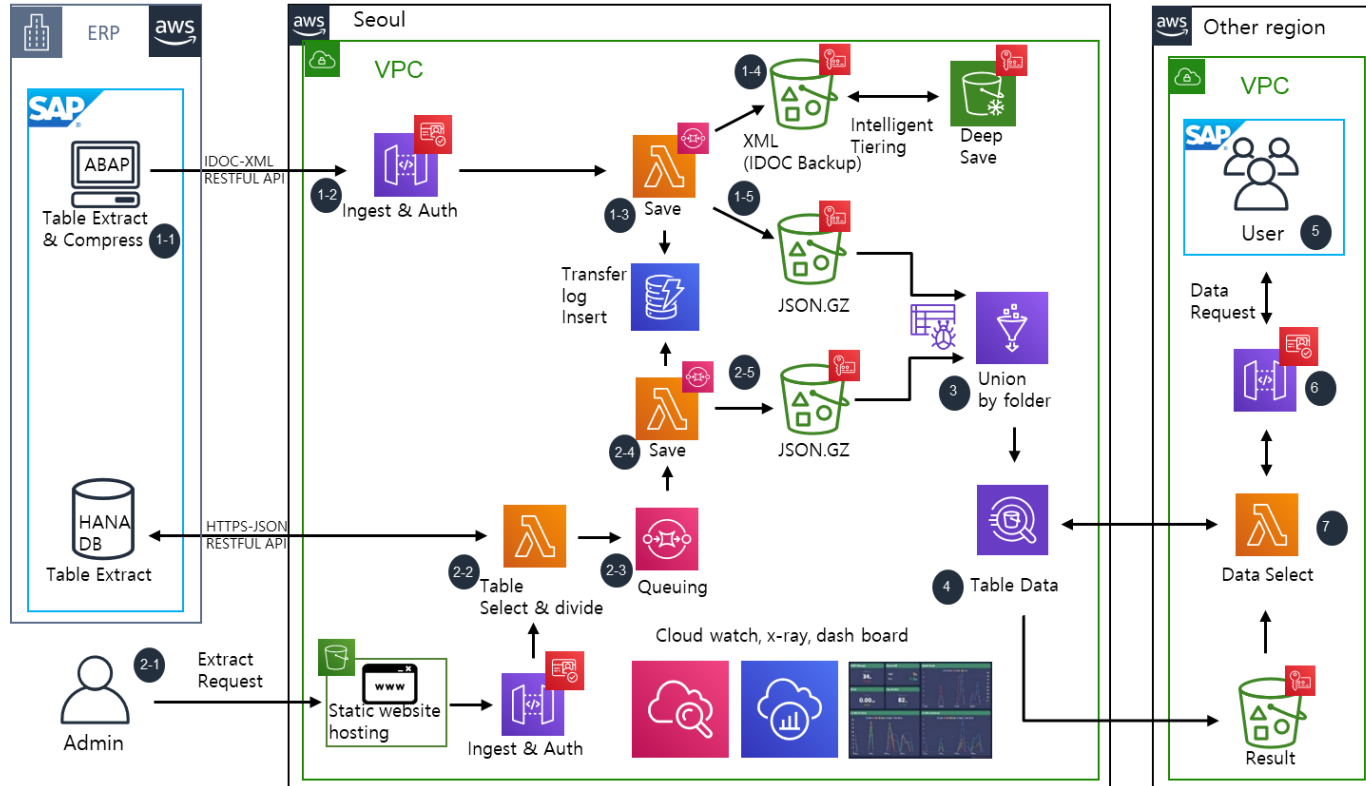 ERP
aws
SAP
ABAP
Table Extract
& Compress
1-1
IDOC-XML
RESTFUL API
HANA
DB
Table Extract
HTTPS-JSON
RESTFUL API
Admin
2-1
Extract
Request
aws
Seoul
VPC
1-2
Ingest & Auth
1-3
Save
1-4
XML
(IDOC Backup)
Intelligent
Tiering
Deep
Save
1-5
JSON.GZ
Transfer
log
Insert
2-5
JSON.GZ
2-4
Save
3
Union
by folder
2-2
Table
Select & divide
2-3
Queuing
4
Table Data
www
Static website
hosting
Ingest & Auth
Cloud watch, x-ray, dash board
34
0.00
82
aws
Other region
VPC
SAP
User
5
Data
Request
6
7
Data Select
Result